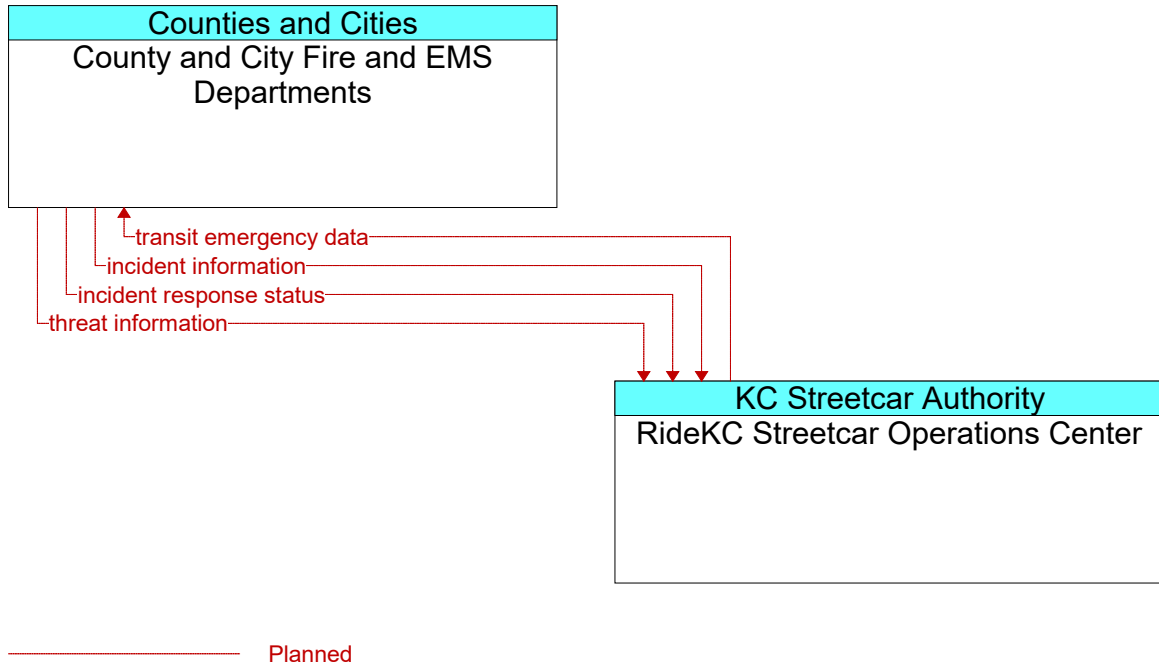 Counties and Cities
County and City Fire and EMS
Departments
transit emergency data
incident information
incident response status
threat information
KC Streetcar Authority
RideKC Streetcar Operations Center
Planned